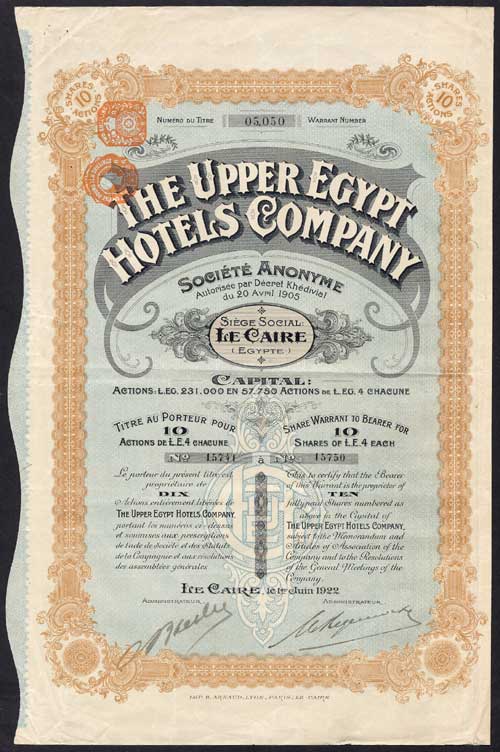 SHARES
10
ACTIONS
SHARES
10
ACTIONS
NUMÉRO DU TITRE 05,050 WARRANT NUMBER
THE UPPER EGYPT
HOTELS COMPANY
SOCIÉTÉ ANONYME
Autorisée par Décret Khédivial
du 20 Avril 1905
SIÈGE SOCIAL:
LE CAIRE
(EGYPTE)
CAPITAL:
ACTIONS: L.EG. 231.000 EN 57.750 ACTIONS DE L.EG. 4 CHACUNE
TITRE AU PORTEUR POUR
10
ACTIONS DE L.E. 4 CHACUNE
SHARE WARRANT TO BEARER FOR
10
SHARES OF L.E. 4 EACH
No 15741 à No 15750
Le porteur du présent titre est
propriétaire de
DIX
Actions entièrement libérées de
THE UPPER EGYPT HOTELS COMPANY,
portant les numéros ci-dessus
et soumises aux prescriptions
de l'acte de Société et des Statuts
de la Compagnie et aux résolutions
des assemblées générales.
This is to certify that the Bearer
of this Warrant is the proprietor of
TEN
fully paid Shares numbered as
above in the Capital of
THE UPPER EGYPT HOTELS COMPANY,
subject to the Memorandum and
Articles of Association of the
Company and to the Resolutions
of the General Meetings of the
Company.
LE CAIRE, le 1er Juin 1922
ADMINISTRATEUR ADMINISTRATEUR
IMP. B. ARNAUD, LYON, PARIS, LE CAIRE